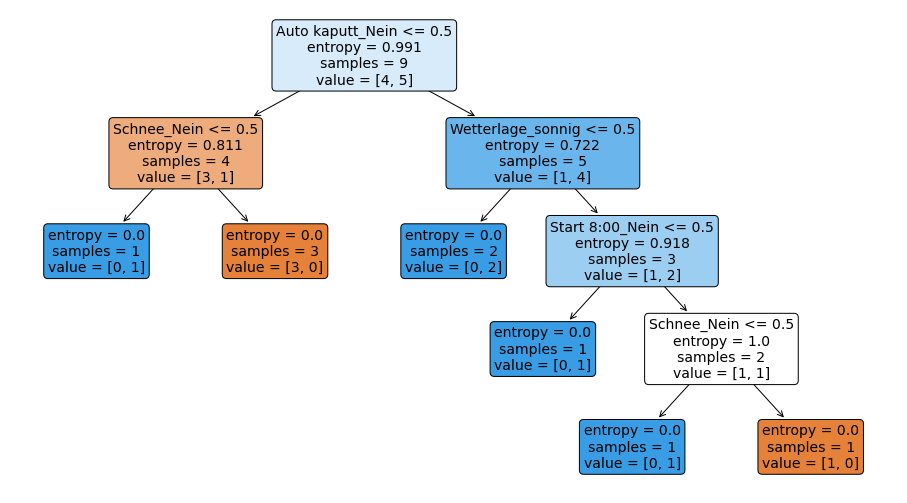 Auto kaputt_Nein <= 0.5
entropy = 0.991
samples = 9
value = [4, 5]
Schnee_Nein <= 0.5
entropy = 0.811
samples = 4
value = [3, 1]
Wetterlage_sonnig <= 0.5
entropy = 0.722
samples = 5
value = [1, 4]
entropy = 0.0
samples = 1
value = [0, 1]
entropy = 0.0
samples = 3
value = [3, 0]
entropy = 0.0
samples = 2
value = [0, 2]
Start 8:00_Nein <= 0.5
entropy = 0.918
samples = 3
value = [1, 2]
entropy = 0.0
samples = 1
value = [0, 1]
Schnee_Nein <= 0.5
entropy = 1.0
samples = 2
value = [1, 1]
entropy = 0.0
samples = 1
value = [0, 1]
entropy = 0.0
samples = 1
value = [1, 0]